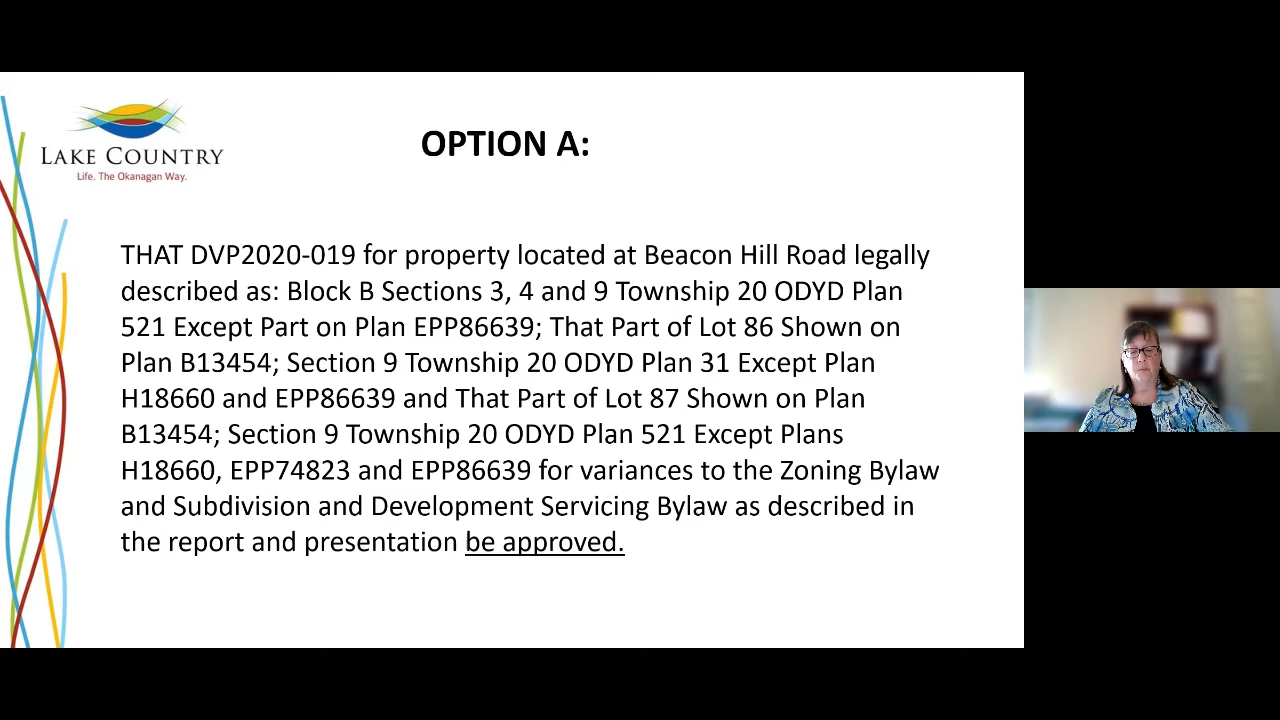 LAKE COUNTRY
Life. The Okanagan Way.
OPTION A:
THAT DVP2020-019 for property located at Beacon Hill Road legally
described as: Block B Sections 3, 4 and 9 Township 20 ODYD Plan
521 Except Part on Plan EPP86639; That Part of Lot 86 Shown on
Plan B13454; Section 9 Township 20 ODYD Plan 31 Except Plan
H18660 and EPP86639 and That Part of Lot 87 Shown on Plan
B13454; Section 9 Township 20 ODYD Plan 521 Except Plans
H18660, EPP74823 and EPP86639 for variances to the Zoning Bylaw
and Subdivision and Development Servicing Bylaw as described in
the report and presentation be approved.